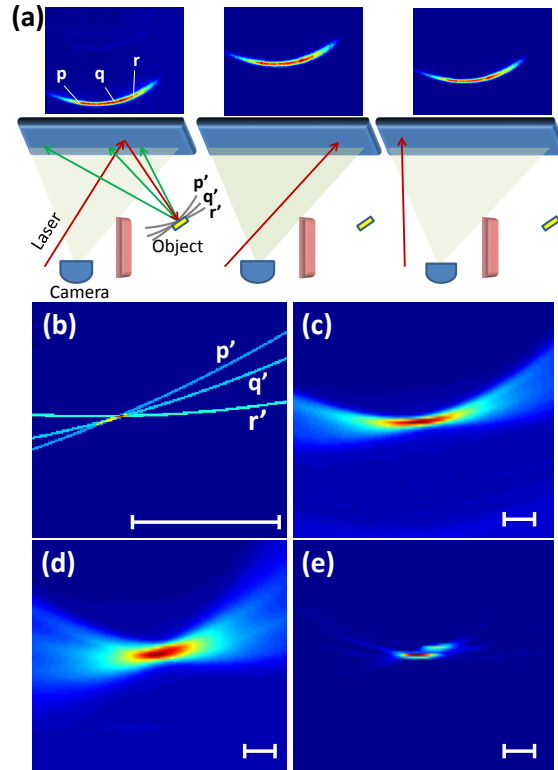 (a)
p
q
r
p’
q’
r’
Laser
Object
Camera
(b)
p’
q’
r’
(c)
(d)
(e)